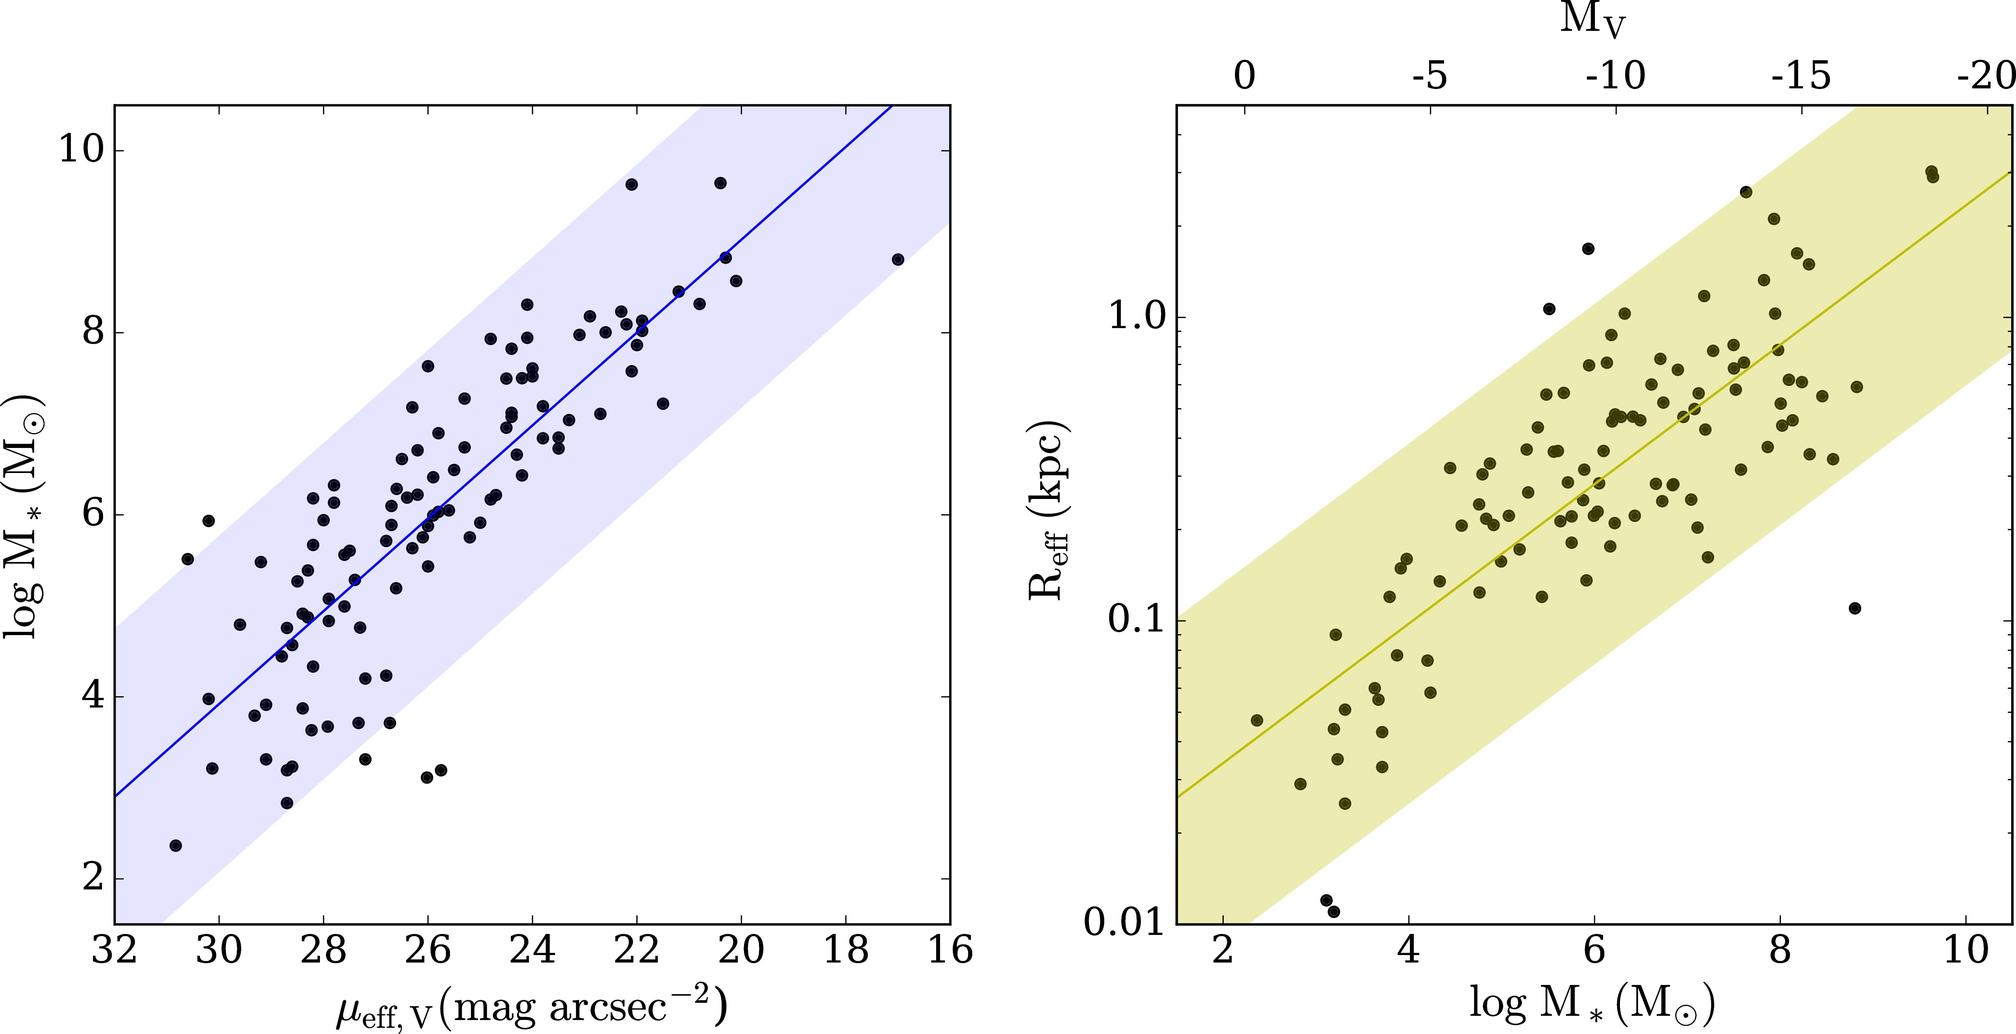 M_V
0 -5 -10 -15 -20
10
8
6
4
2
log M_* (M_⊙)
32 30 28 26 24 22 20 18 16
μ_eff, V (mag arcsec⁻²)
1.0
0.1
0.01
R_eff (kpc)
2 4 6 8 10
log M_* (M_⊙)